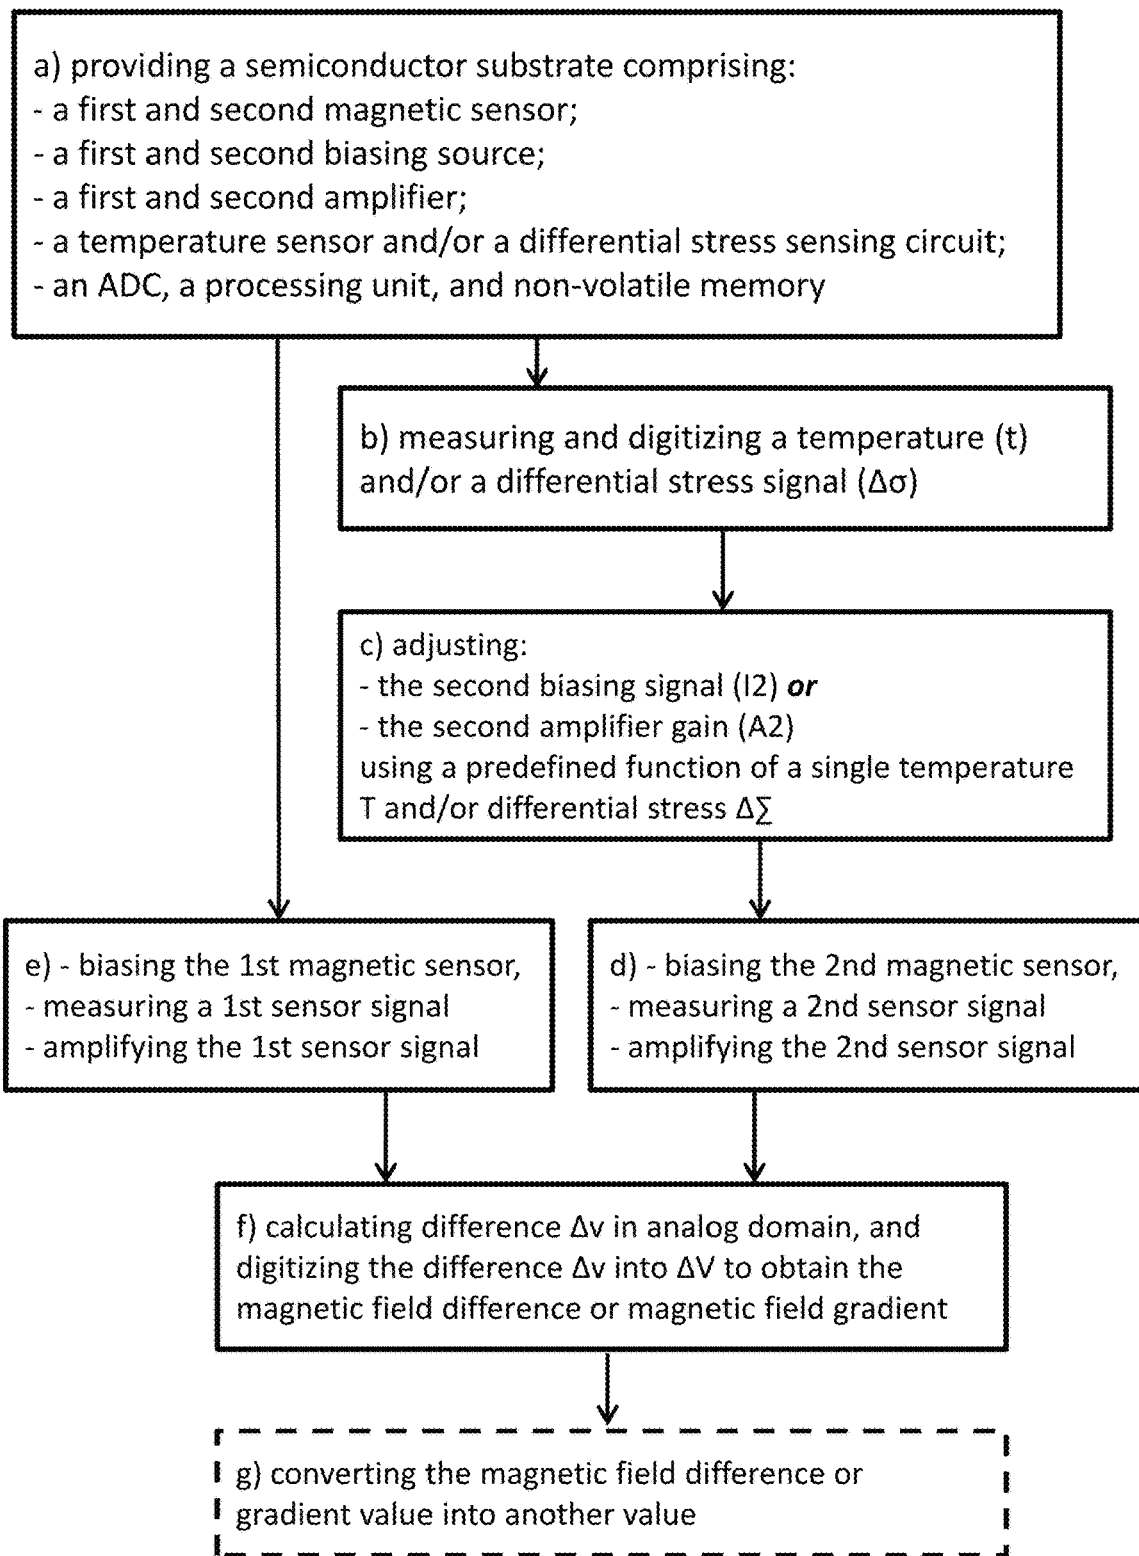 a) providing a semiconductor substrate comprising:
- a first and second magnetic sensor;
- a first and second biasing source;
- a first and second amplifier;
- a temperature sensor and/or a differential stress sensing circuit;
- an ADC, a processing unit, and non-volatile memory
b) measuring and digitizing a temperature (t)
and/or a differential stress signal (Δσ)
c) adjusting:
- the second biasing signal (I2) or
- the second amplifier gain (A2)
using a predefined function of a single temperature
T and/or differential stress Δ∑
e) - biasing the 1st magnetic sensor,
- measuring a 1st sensor signal
- amplifying the 1st sensor signal
d) - biasing the 2nd magnetic sensor,
- measuring a 2nd sensor signal
- amplifying the 2nd sensor signal
f) calculating difference Δv in analog domain, and
digitizing the difference Δv into ΔV to obtain the
magnetic field difference or magnetic field gradient
g) converting the magnetic field difference or
gradient value into another value